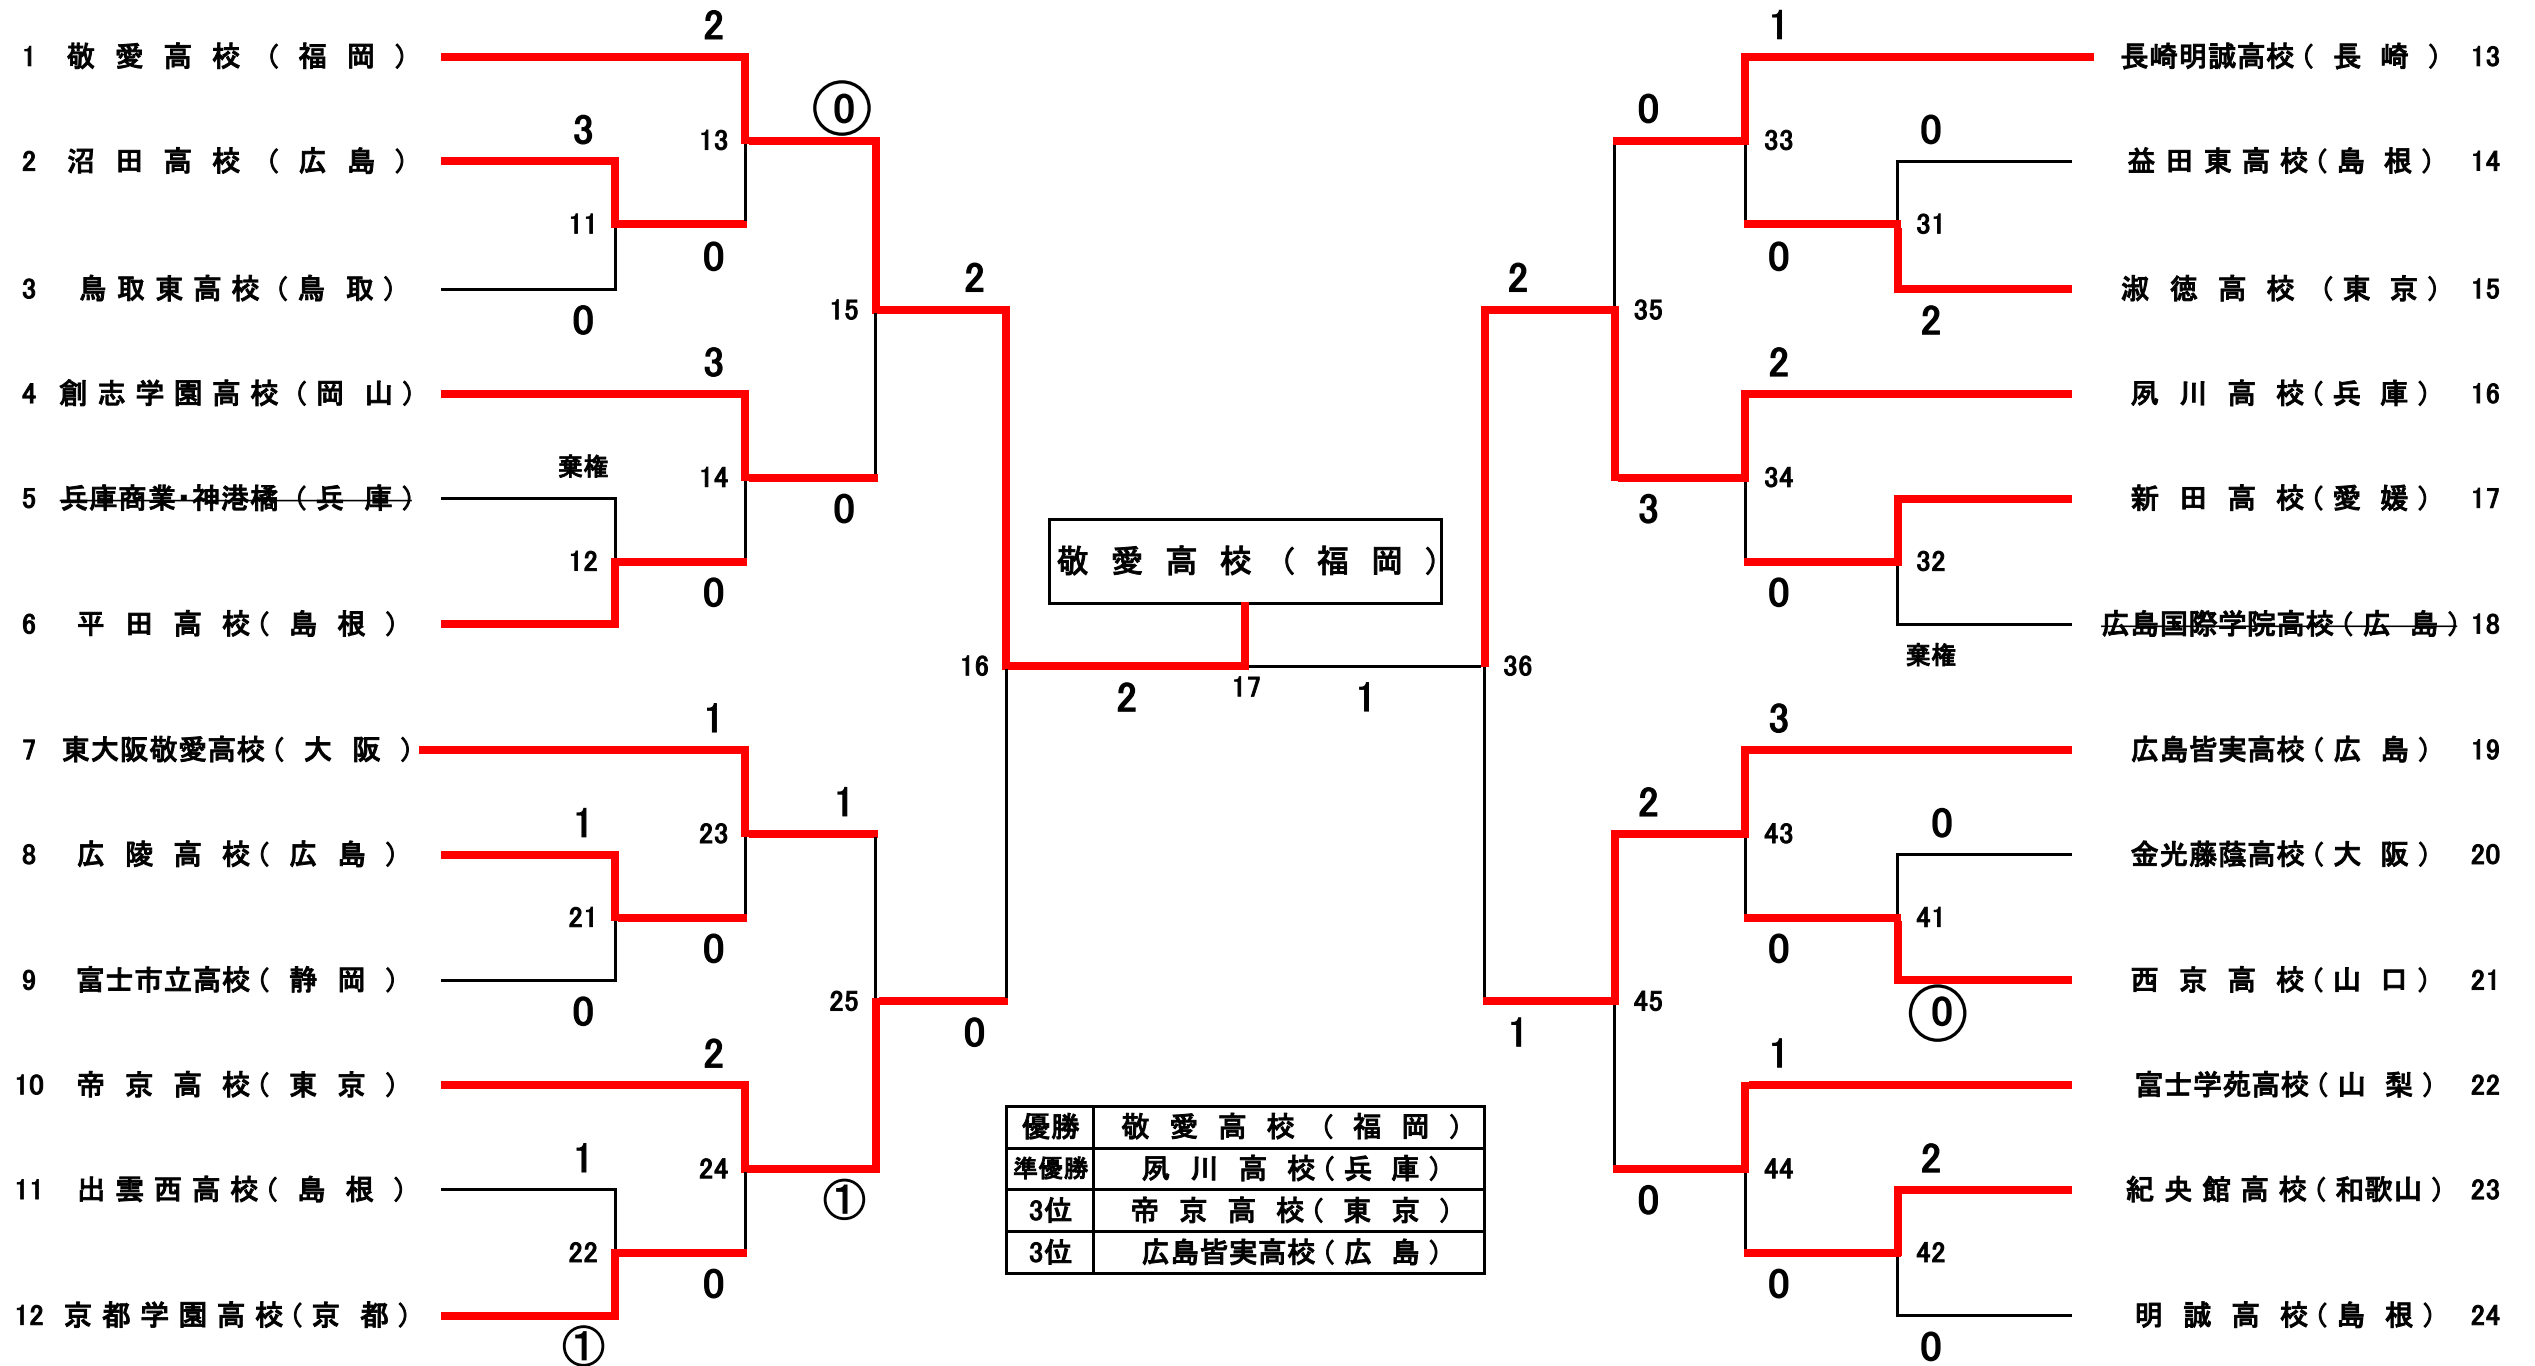 2
1
1 敬愛高校（福岡）
長崎明誠高校（長崎） 13
⓪
0
3
13
33
0
2 沼田高校（広島）
益田東高校（島根） 14
11
31
0
0
3 鳥取東高校（鳥取）
淑徳高校（東京） 15
2
2
15
35
0
2
3
2
4 創志学園高校（岡山）
夙川高校（兵庫） 16
棄権
14
34
5 兵庫商業・神港橘（兵庫）
新田高校（愛媛） 17
0
3
敬愛高校（福岡）
12
32
0
0
6 平田高校（島根）
広島国際学院高校（広島） 18
棄権
16
36
17
2
1
1
3
7 東大阪敬愛高校（大阪）
広島皆実高校（広島） 19
1
2
1
0
23
43
8 広陵高校（広島）
金光藤蔭高校（大阪） 20
21
41
0
0
9 富士市立高校（静岡）
西京高校（山口） 21
25
45
0
0
1
⓪
2
1
10 帝京高校（東京）
富士学苑高校（山梨） 22
優勝 敬愛高校（福岡）
準優勝 夙川高校（兵庫）
3位 帝京高校（東京）
3位 広島皆実高校（広島）
1
24
44
2
11 出雲西高校（島根）
紀央館高校（和歌山） 23
①
0
22
42
0
0
12 京都学園高校（京都）
明誠高校（島根） 24
①
0